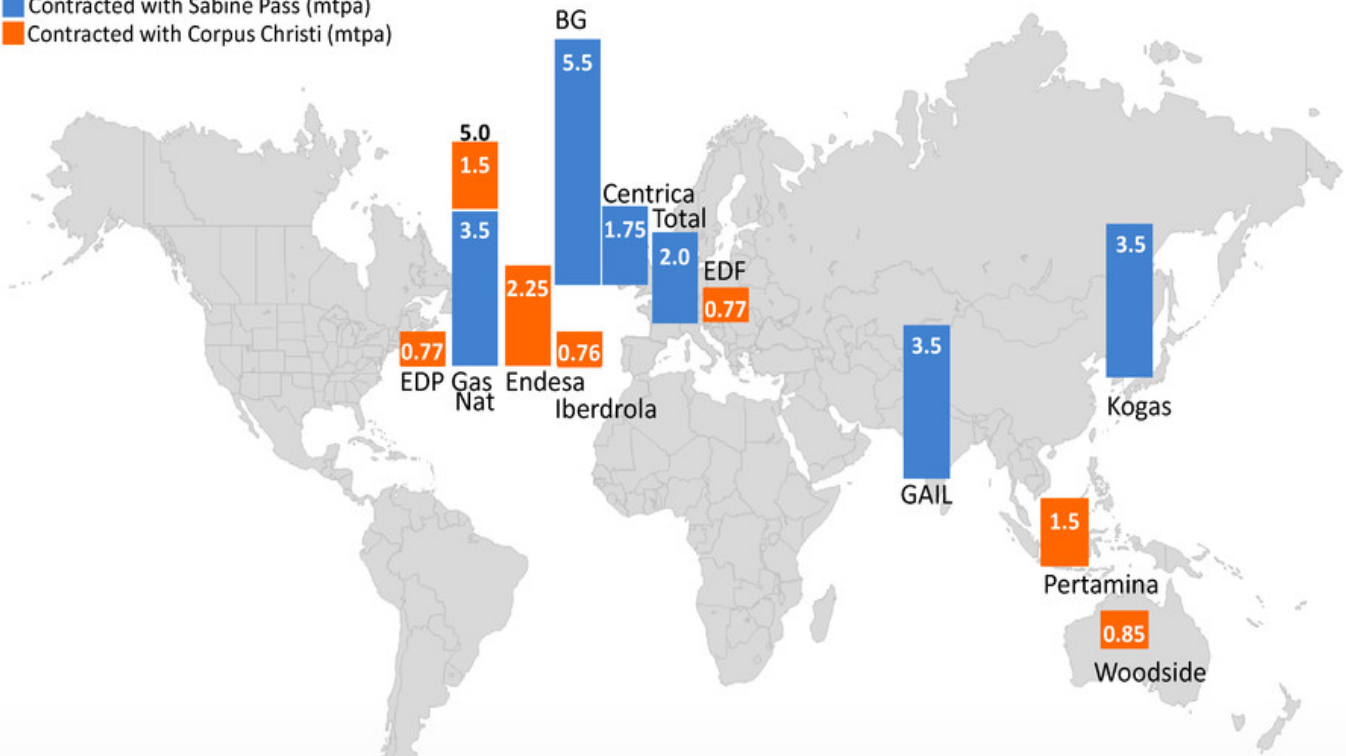 Contracted with Sabine Pass (mtpa)
Contracted with Corpus Christi (mtpa)
BG
5.5
5.0
1.5
3.5
Centrica
1.75
Total
2.0
EDF
0.77
2.25
0.77
0.76
EDP
Gas
Nat
Endesa
Iberdrola
3.5
GAIL
3.5
Kogas
1.5
Pertamina
0.85
Woodside